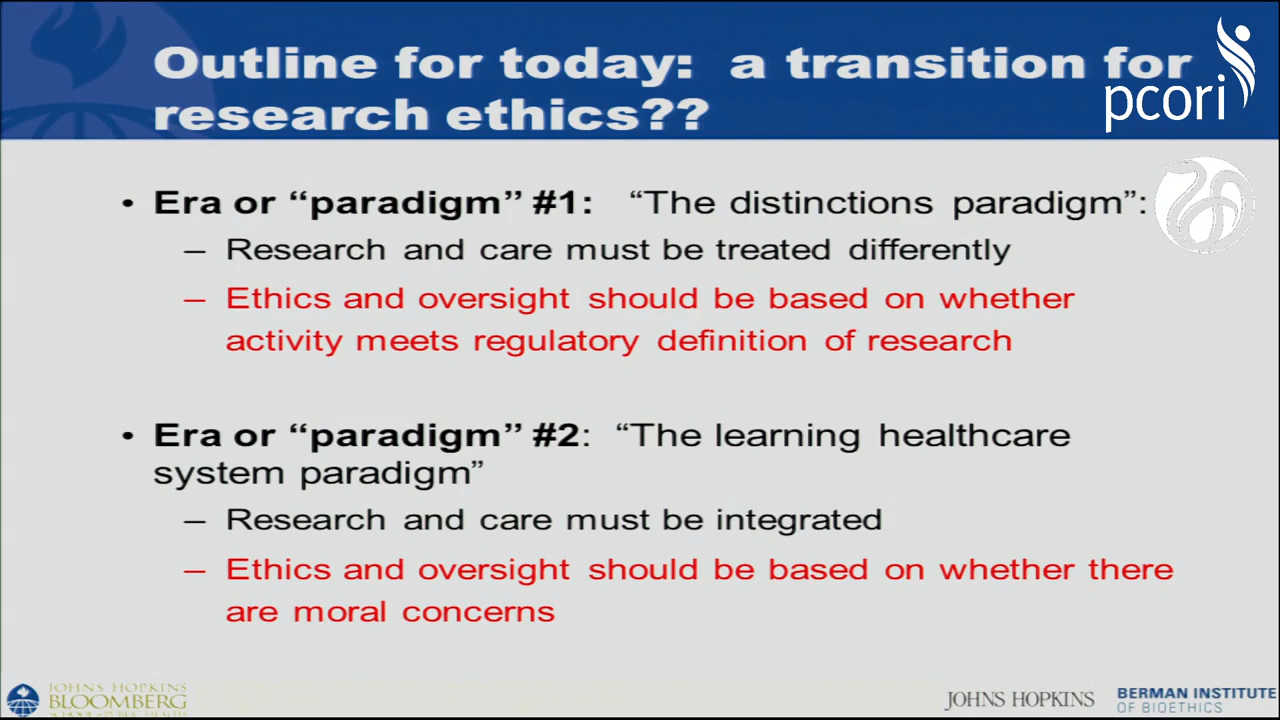 Outline for today: a transition for
research ethics??
pcori
• Era or “paradigm” #1: “The distinctions paradigm”:
– Research and care must be treated differently
– Ethics and oversight should be based on whether
activity meets regulatory definition of research
• Era or “paradigm” #2: “The learning healthcare
system paradigm”
– Research and care must be integrated
– Ethics and oversight should be based on whether there
are moral concerns
JOHNS HOPKINS
BLOOMBERG
JOHNS HOPKINS
BERMAN INSTITUTE
OF BIOETHICS